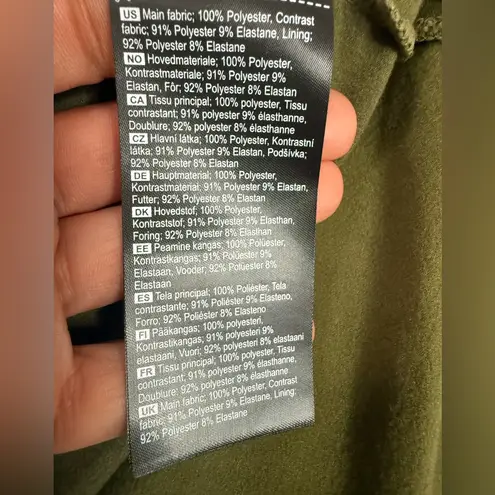 US Main fabric; 100% Polyester, Contrast
fabric; 91% Polyester 9% Elastane, Lining;
92% Polyester 8% Elastane
NO Hovedmateriale; 100% Polyester,
Kontrastmateriale; 91% Polyester 9%
Elastan, Fôr; 92% Polyester 8% Elastan
CA Tissu principal; 100% polyester, Tissu
contrastant; 91% polyester 9% élasthanne,
Doublure; 92% polyester 8% élasthanne
CZ Hlavní látka; 100% Polyester, Kontrastní
látka; 91% Polyester 9% Elastan, Podšívka;
92% Polyester 8% Elastan
DE Hauptmaterial; 100% Polyester,
Kontrastmaterial; 91% Polyester 9% Elastan,
Futter; 92% Polyester 8% Elastan
DK Hovedstof; 100% Polyester,
Kontraststof; 91% Polyester 9% Elasthan,
Foring; 92% Polyester 8% Elasthan
EE Peamine kangas; 100% Polüester,
Kontrastkangas; 91% Polüester 9%
Elastaan, Vooder; 92% Polüester 8%
Elastaan
ES Tela principal; 100% Poliéster, Tela
contrastante; 91% Poliéster 9% Elasteno,
Forro; 92% Poliéster 8% Elasteno
FI Pääkangas; 100% polyesteri,
Kontrastikangas; 91% polyesteri 9%
elastaani, Vuori; 92% polyesteri 8% elastaani
FR Tissu principal; 100% polyester, Tissu
contrastant; 91% polyester 9% élasthanne,
Doublure; 92% polyester 8% élasthanne
UK Main fabric; 100% Polyester, Contrast
fabric; 91% Polyester 9% Elastane, Lining;
92% Polyester 8% Elastane